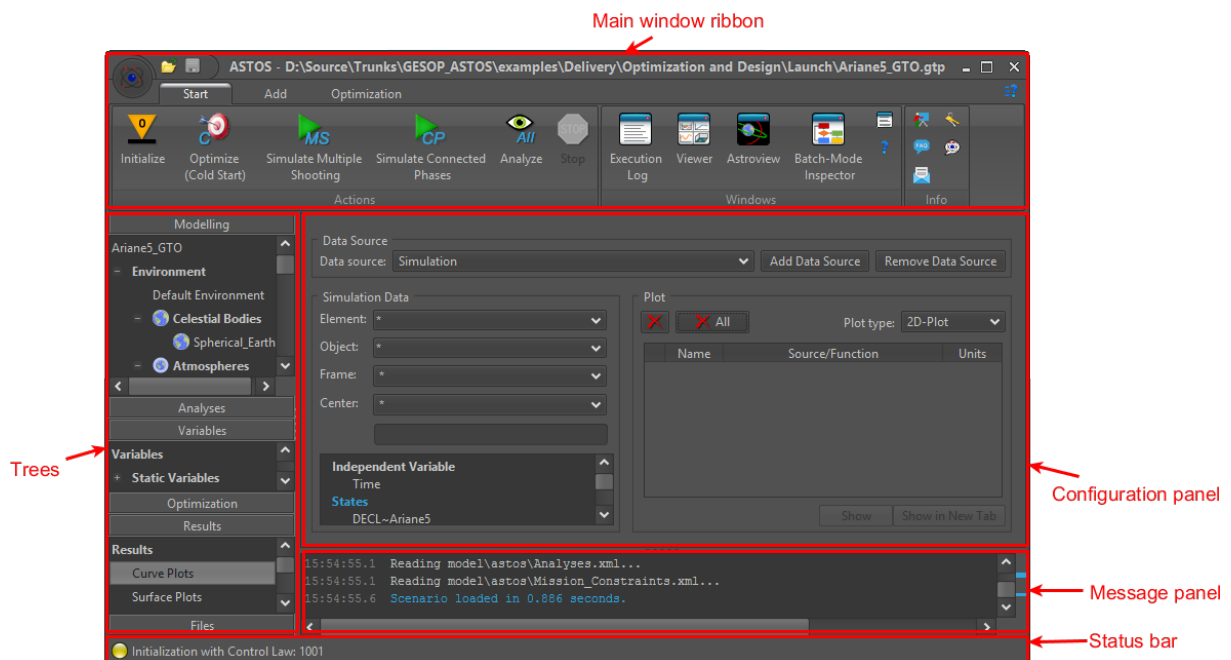 Main window ribbon
ASTOS - D:\Source\Trunks\GESOP_ASTOS\examples\Delivery\Optimization and Design\Launch\Ariane5_GTO.gtp
Start Add Optimization
0 C MS CP All STOP
Initialize Optimize (Cold Start) Simulate Multiple Shooting Simulate Connected Phases Analyze Stop Execution Log Viewer Astroview Batch-Mode Inspector
FAQ
Actions Windows Info
Modelling
Ariane5_GTO
Environment
Default Environment
Celestial Bodies
Spherical_Earth
Atmospheres
Analyses
Variables
Variables
Static Variables
Optimization
Results
Results
Curve Plots
Surface Plots
Files
Data Source
Data source: Simulation Add Data Source Remove Data Source
Simulation Data
Element: *
Object: *
Frame: *
Center: *
Independent Variable
Time
States
DECL~Ariane5
Plot
All Plot type: 2D-Plot
Name Source/Function Units
Show Show in New Tab
15:54:55.1 Reading model\astos\Analyses.xml...
15:54:55.1 Reading model\astos\Mission_Constraints.xml...
15:54:55.6 Scenario loaded in 0.886 seconds.
Initialization with Control Law: 1001
Trees
Configuration panel
Message panel
Status bar